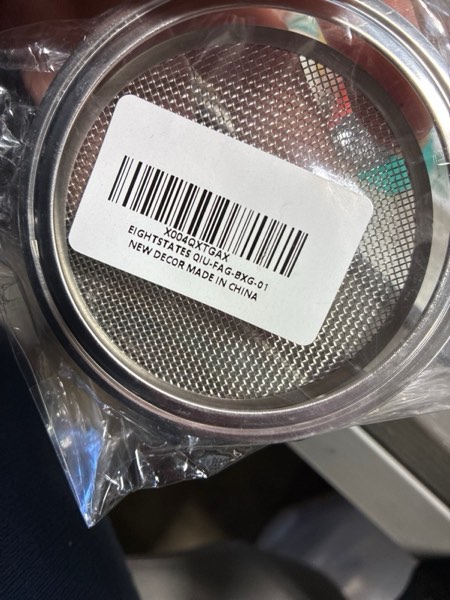 X004QXTGAX
EIGHTSTATES QIU-FAG-BXG-01
NEW DECOR MADE IN CHINA